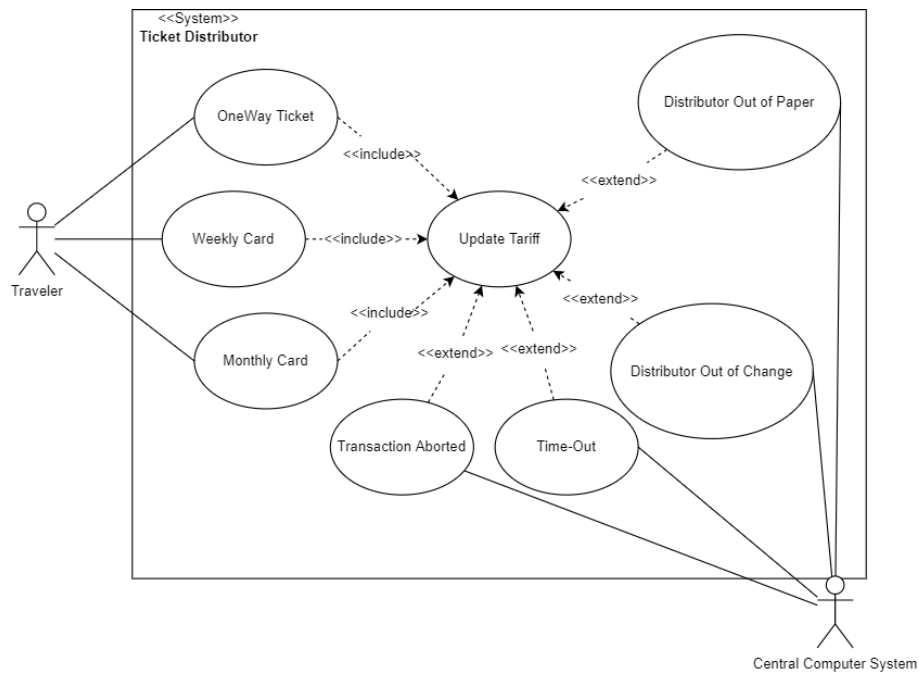 <<System>>
Ticket Distributor
OneWay Ticket
Distributor Out of Paper
<<include>>
<<extend>>
Weekly Card
<<include>>
Update Tariff
Traveler
<<extend>>
<<include>>
Monthly Card
<<extend>>
<<extend>>
Distributor Out of Change
Transaction Aborted
Time-Out
Central Computer System